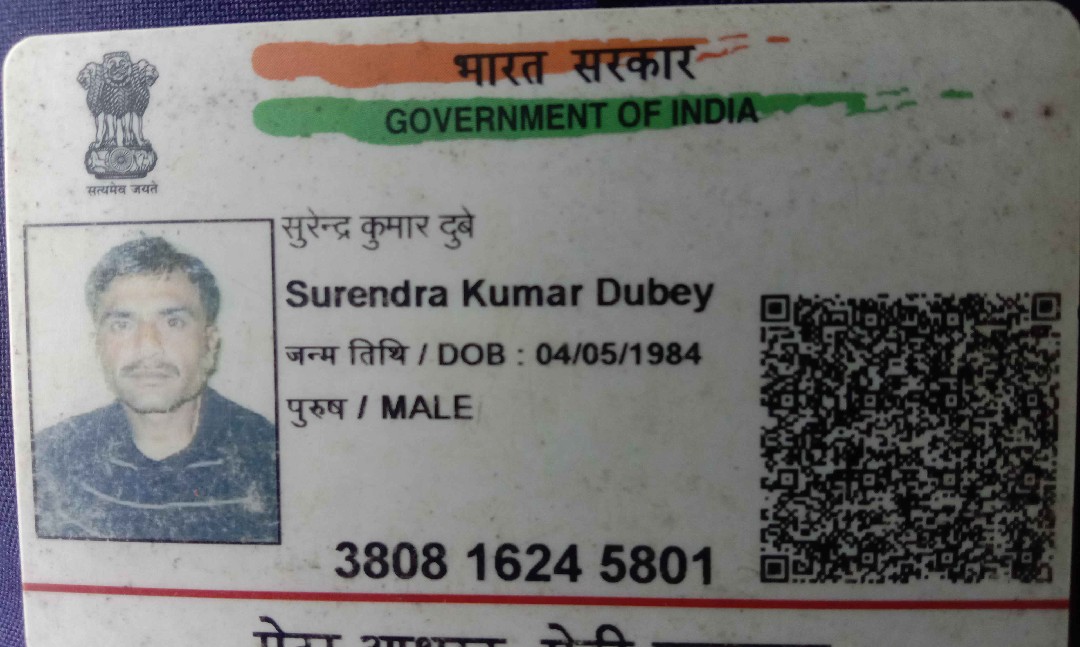 भारत सरकार
GOVERNMENT OF INDIA
सत्यमेव जयते
सुरेन्द्र कुमार दुबे
Surendra Kumar Dubey
जन्म तिथि / DOB : 04/05/1984
पुरुष / MALE
3808 1624 5801